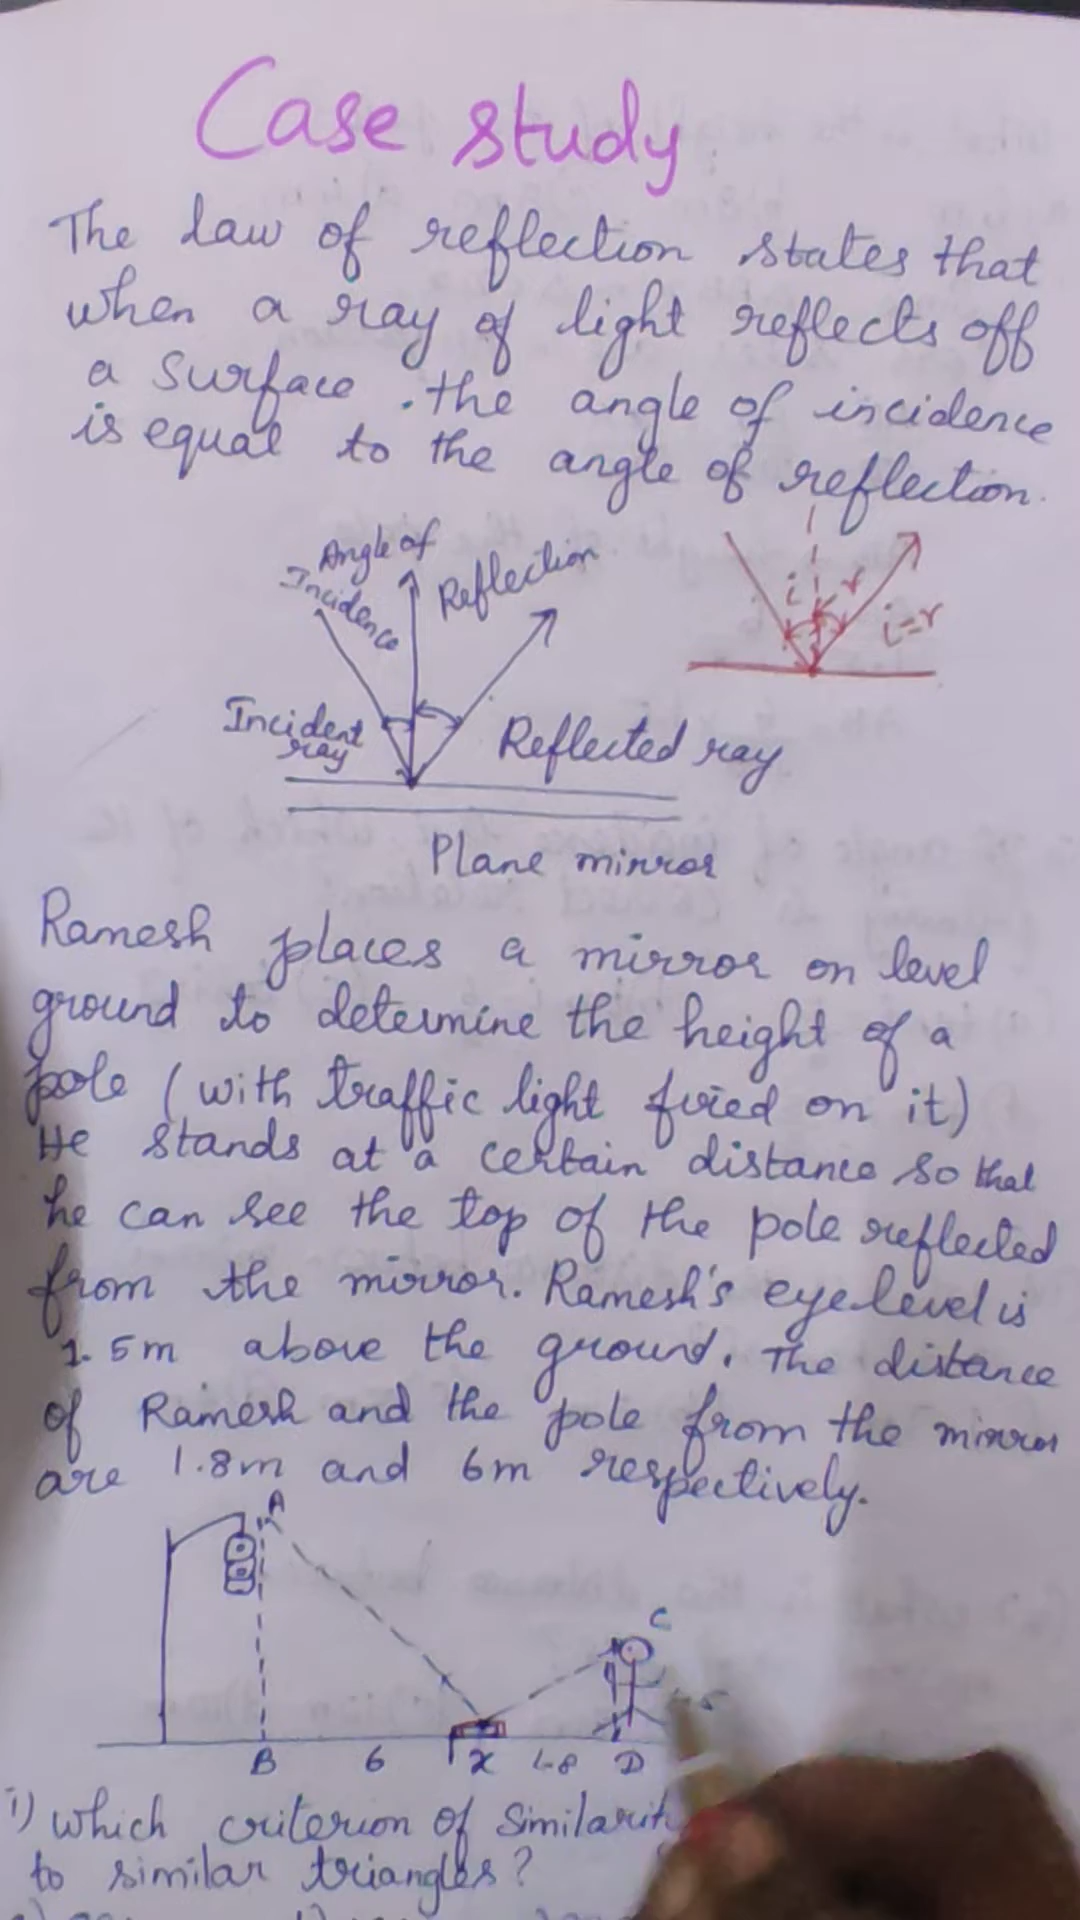 Case study
The law of reflection states that
when a ray of light reflects off
a surface . the angle of incidence
is equal to the angle of reflection.
Angle of
Incidence
Reflection
i
r
i=r
Incident
ray
Reflected ray
Plane mirror
Ramesh places a mirror on level
ground to determine the height of a
pole (with traffic light fixed on it)
He stands at a certain distance so that
he can see the top of the pole reflected
from the mirror. Ramesh's eye level is
1.5m above the ground. The distance
of Ramesh and the pole from the mirror
are 1.8m and 6m respectively.
A
C
B 6 X 1.8 D
i) Which criterion of Similarity
to similar triangles?